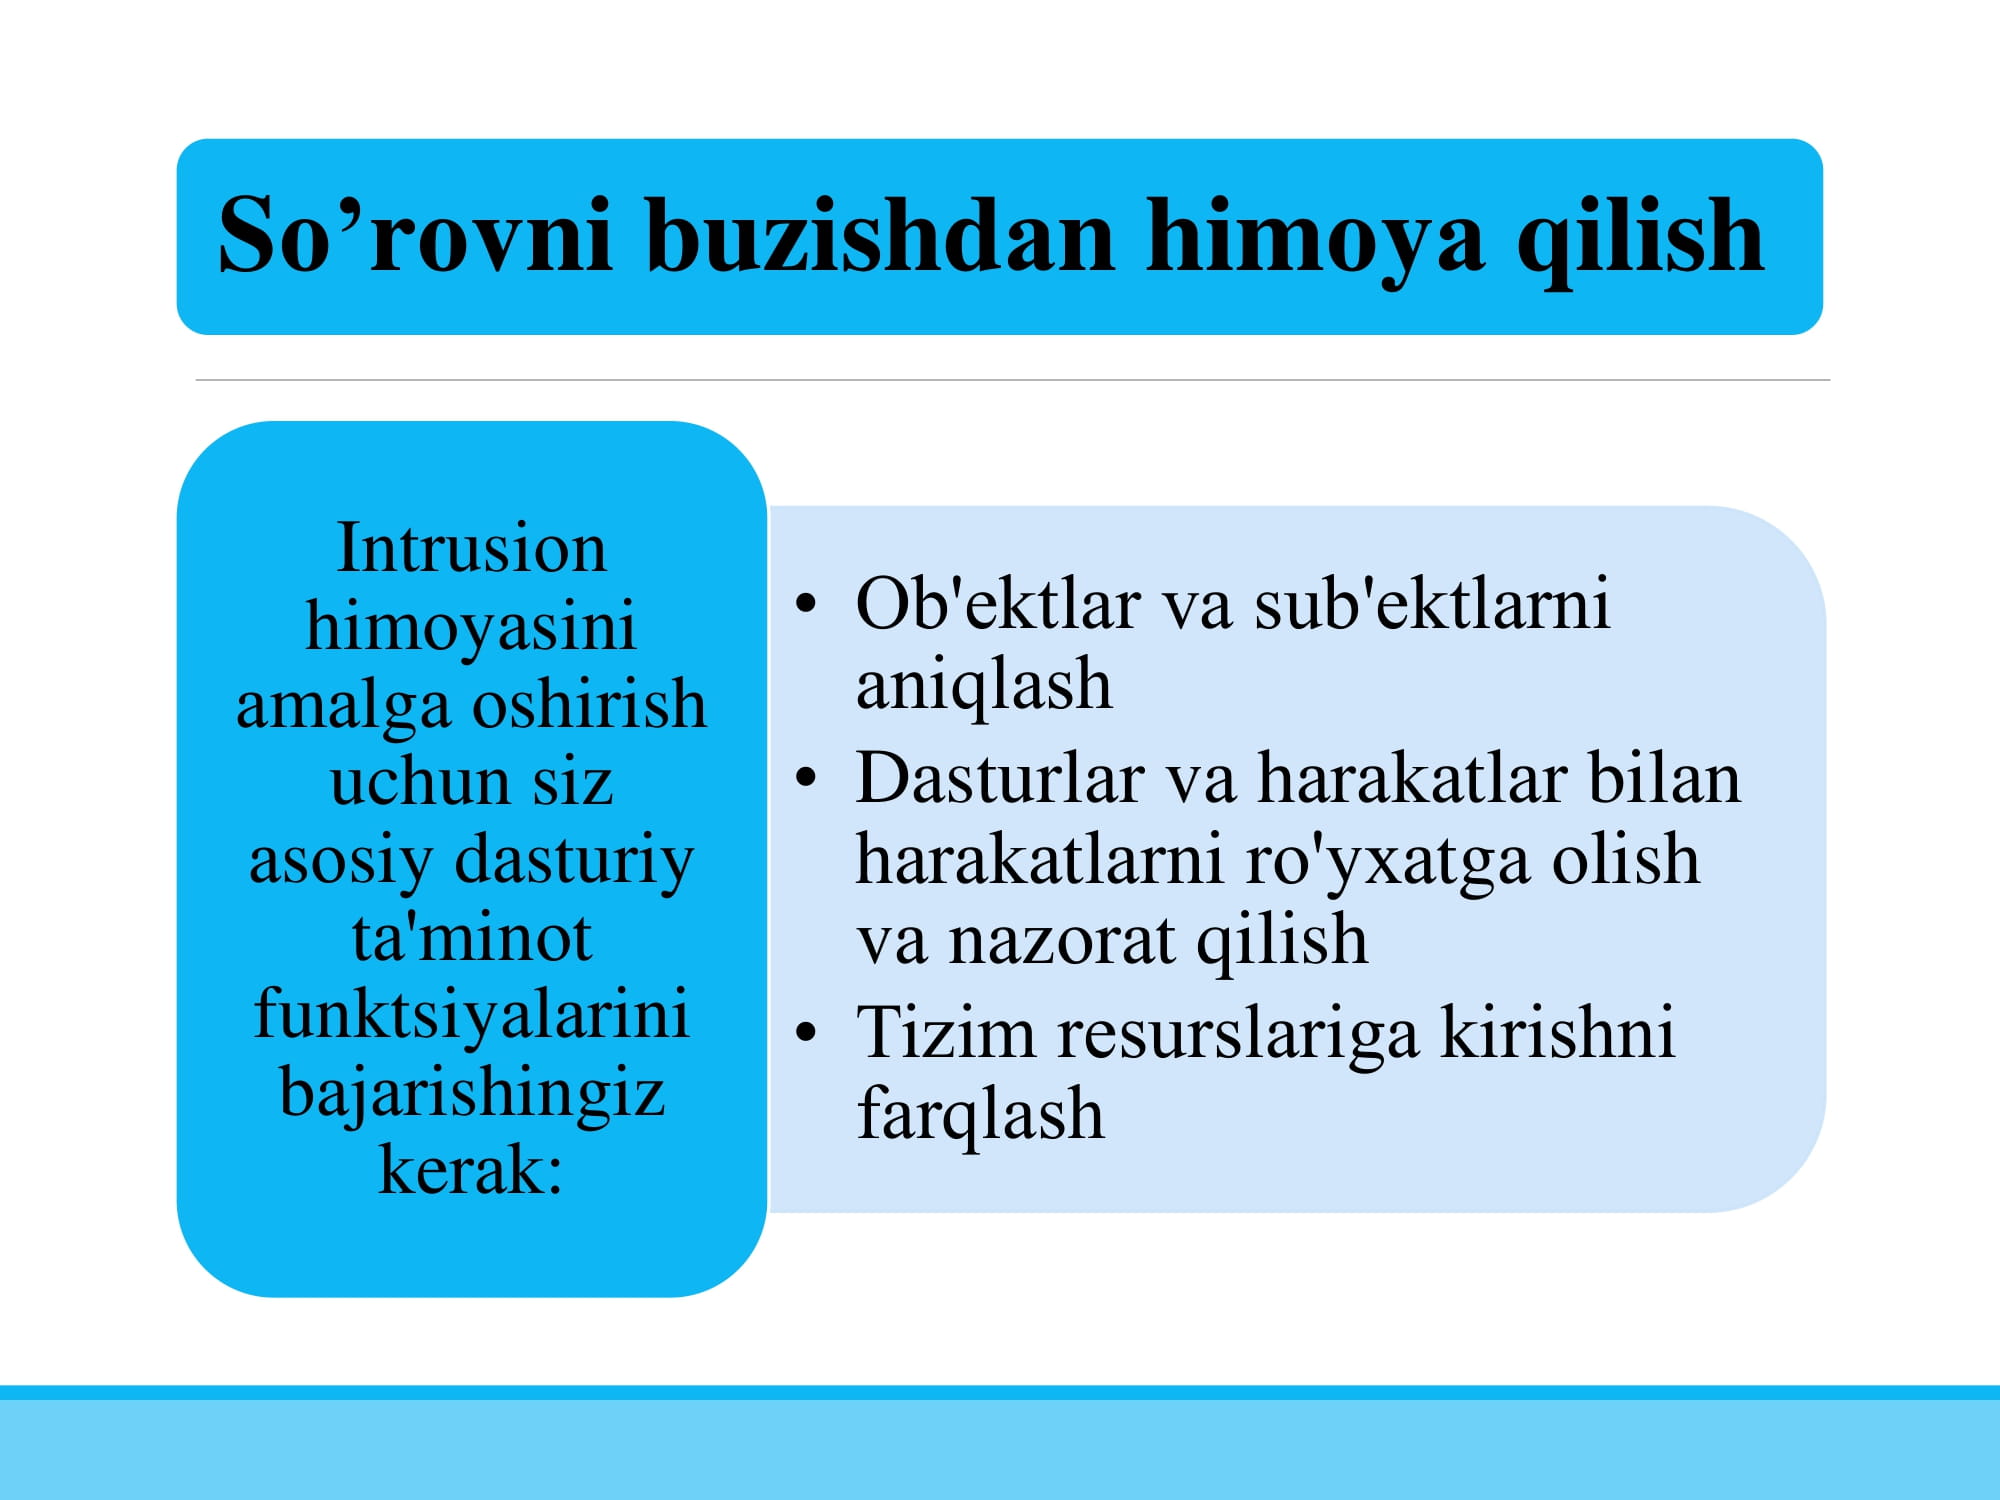 So’rovni buzishdan himoya qilish
Intrusion
himoyasini
amalga oshirish
uchun siz
asosiy dasturiy
ta'minot
funktsiyalarini
bajarishingiz
kerak:
• Ob'ektlar va sub'ektlarni
aniqlash
• Dasturlar va harakatlar bilan
harakatlarni ro'yxatga olish
va nazorat qilish
• Tizim resurslariga kirishni
farqlash